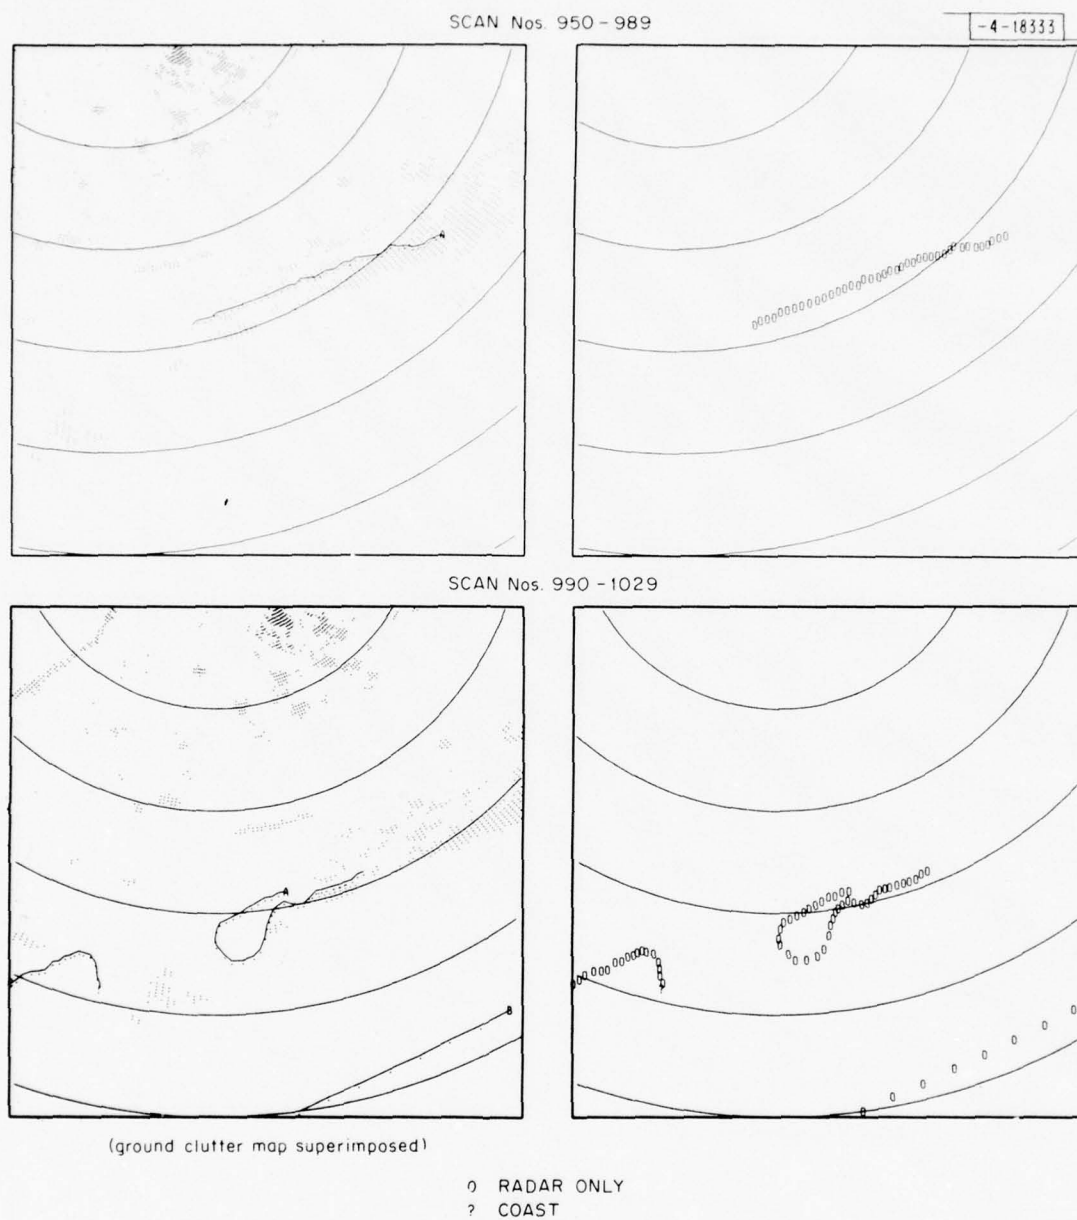 SCAN Nos. 950-989
-4-18333
A
SCAN Nos. 990-1029
A
B
(ground clutter map superimposed)
0 RADAR ONLY
? COAST